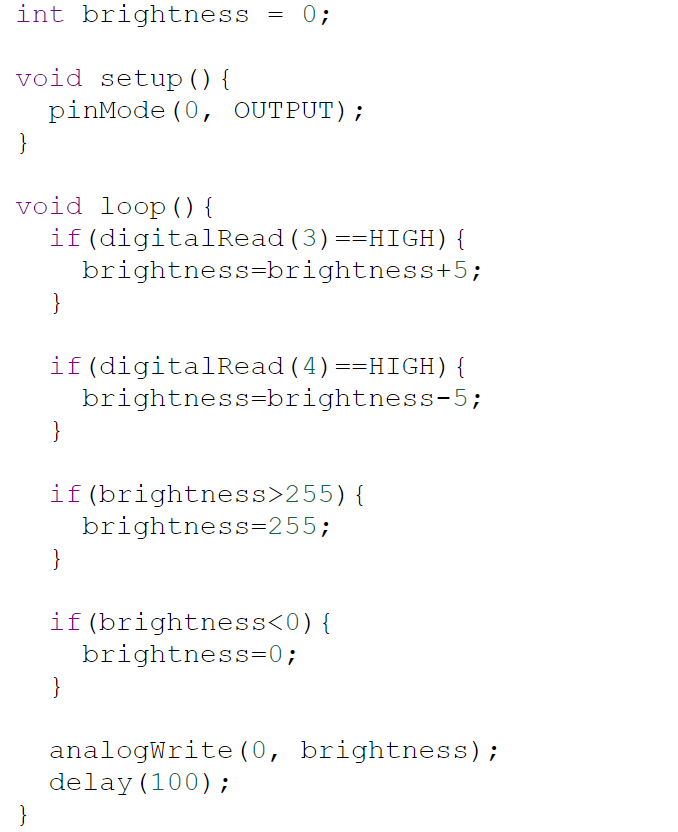 int brightness = 0;

void setup(){
  pinMode(0, OUTPUT);
}

void loop(){
  if(digitalRead(3)==HIGH){
    brightness=brightness+5;
  }

  if(digitalRead(4)==HIGH){
    brightness=brightness-5;
  }

  if(brightness>255){
    brightness=255;
  }

  if(brightness<0){
    brightness=0;
  }

  analogWrite(0, brightness);
  delay(100);
}